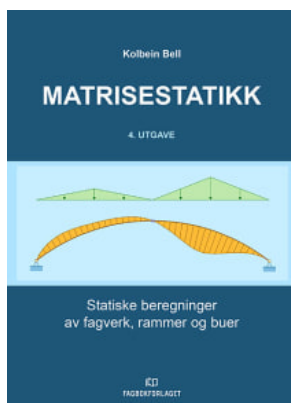 Kolbein Bell
MATRISESTATIKK
4. UTGAVE
Statiske beregninger
av fagverk, rammer og buer
FAGBOKFORLAGET